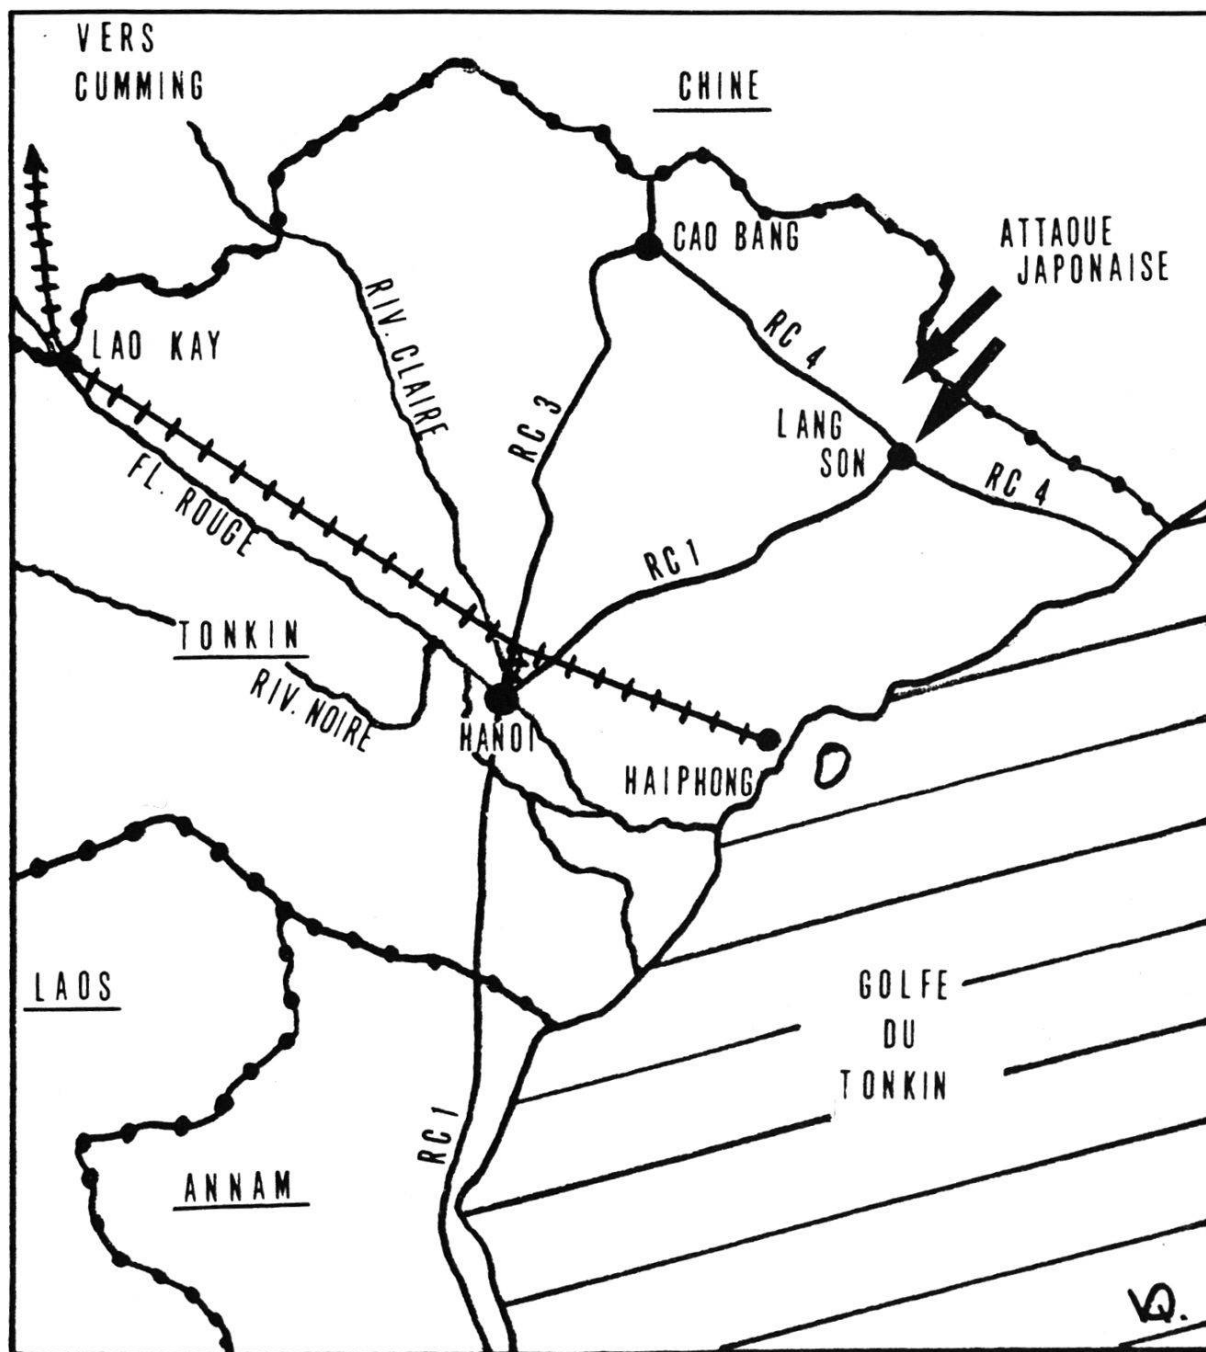 VERS
CUMMING
CHINE
CAO BANG
ATTAQUE
JAPONAISE
LAO KAY
RIV. CLAIRE
RC 3
RC 4
LANG
SON
RC 4
FL. ROUGE
RC 1
TONKIN
RIV. NOIRE
HANOI
HAIPHONG
LAOS
GOLFE
DU
TONKIN
RC 1
ANNAM